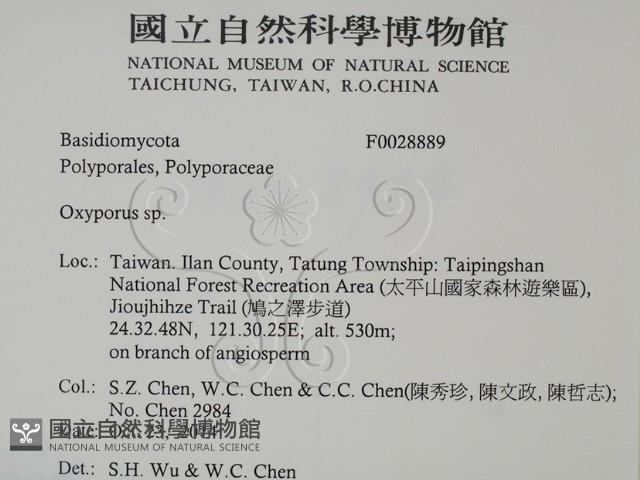 國立自然科學博物館
NATIONAL MUSEUM OF NATURAL SCIENCE
TAICHUNG, TAIWAN, R.O.CHINA
Basidiomycota F0028889
Polyporales, Polyporaceae
Oxyporus sp.
Loc.: Taiwan. Ilan County, Tatung Township: Taipingshan
National Forest Recreation Area (太平山國家森林遊樂區),
Jioujhihze Trail (鳩之澤步道)
24.32.48N, 121.30.25E; alt. 530m;
on branch of angiosperm
Col.: S.Z. Chen, W.C. Chen & C.C. Chen(陳秀珍, 陳文政, 陳哲志);
No. Chen 2984
Date: Oct. 23, 2014
國立自然科學博物館
NATIONAL MUSEUM OF NATURAL SCIENCE
Det.: S.H. Wu & W.C. Chen